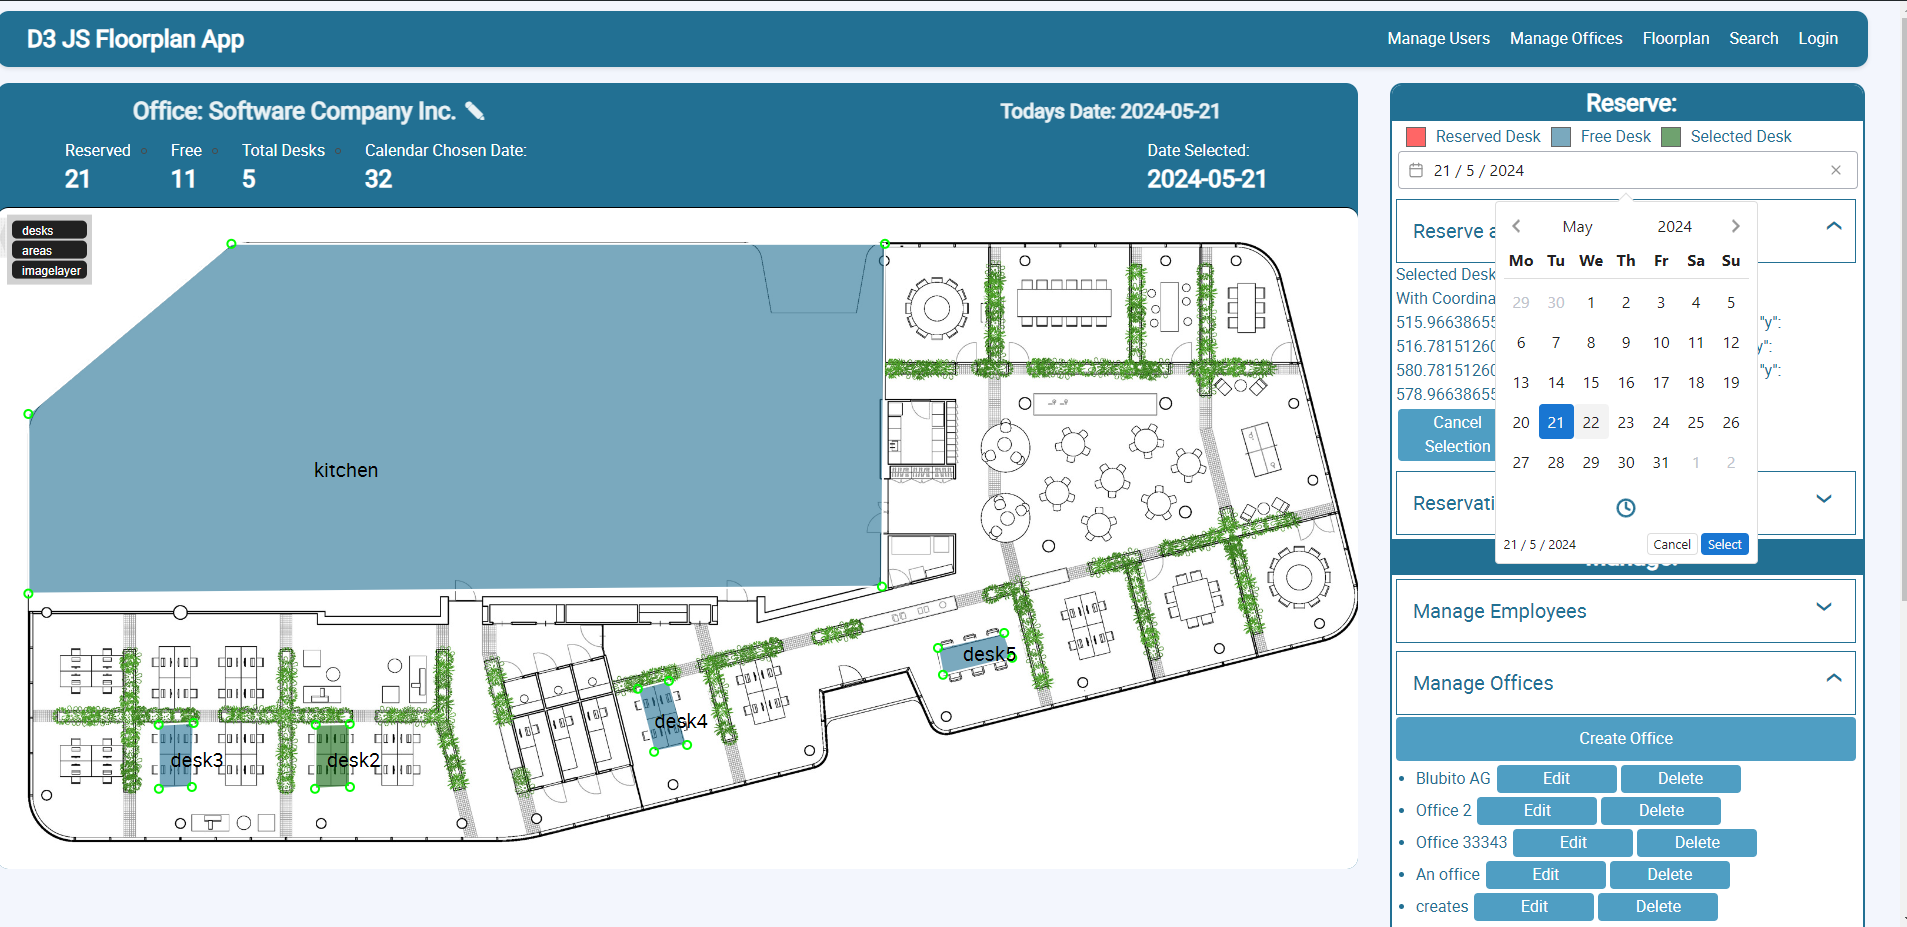 D3 JS Floorplan App
Manage Users Manage Offices Floorplan Search Login
Office: Software Company Inc.
Todays Date: 2024-05-21
Reserved Free Total Desks Calendar Chosen Date:
21 11 5 32
Date Selected:
2024-05-21
desks
areas
imagelayer
kitchen
desk5
desk4
desk3
desk2
Reserve:
Reserved Desk Free Desk Selected Desk
21 / 5 / 2024
Reserve a
Selected Desk
With Coordina
515.96638655 "y":
516.78151260 y":
580.78151260 "y":
578.96638655
Cancel
Selection
May 2024
Mo Tu We Th Fr Sa Su
29 30 1 2 3 4 5
6 7 8 9 10 11 12
13 14 15 16 17 18 19
20 21 22 23 24 25 26
27 28 29 30 31 1 2
21 / 5 / 2024 Cancel Select
Reservati
Manage Employees
Manage Offices
Create Office
Blubito AG Edit Delete
Office 2 Edit Delete
Office 33343 Edit Delete
An office Edit Delete
creates Edit Delete